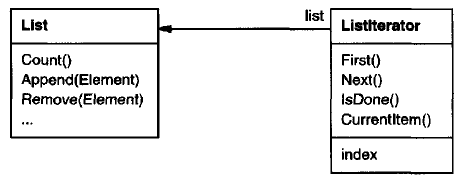 List
Count()
Append(Element)
Remove(Element)
...
list
ListIterator
First()
Next()
IsDone()
CurrentItem()
index